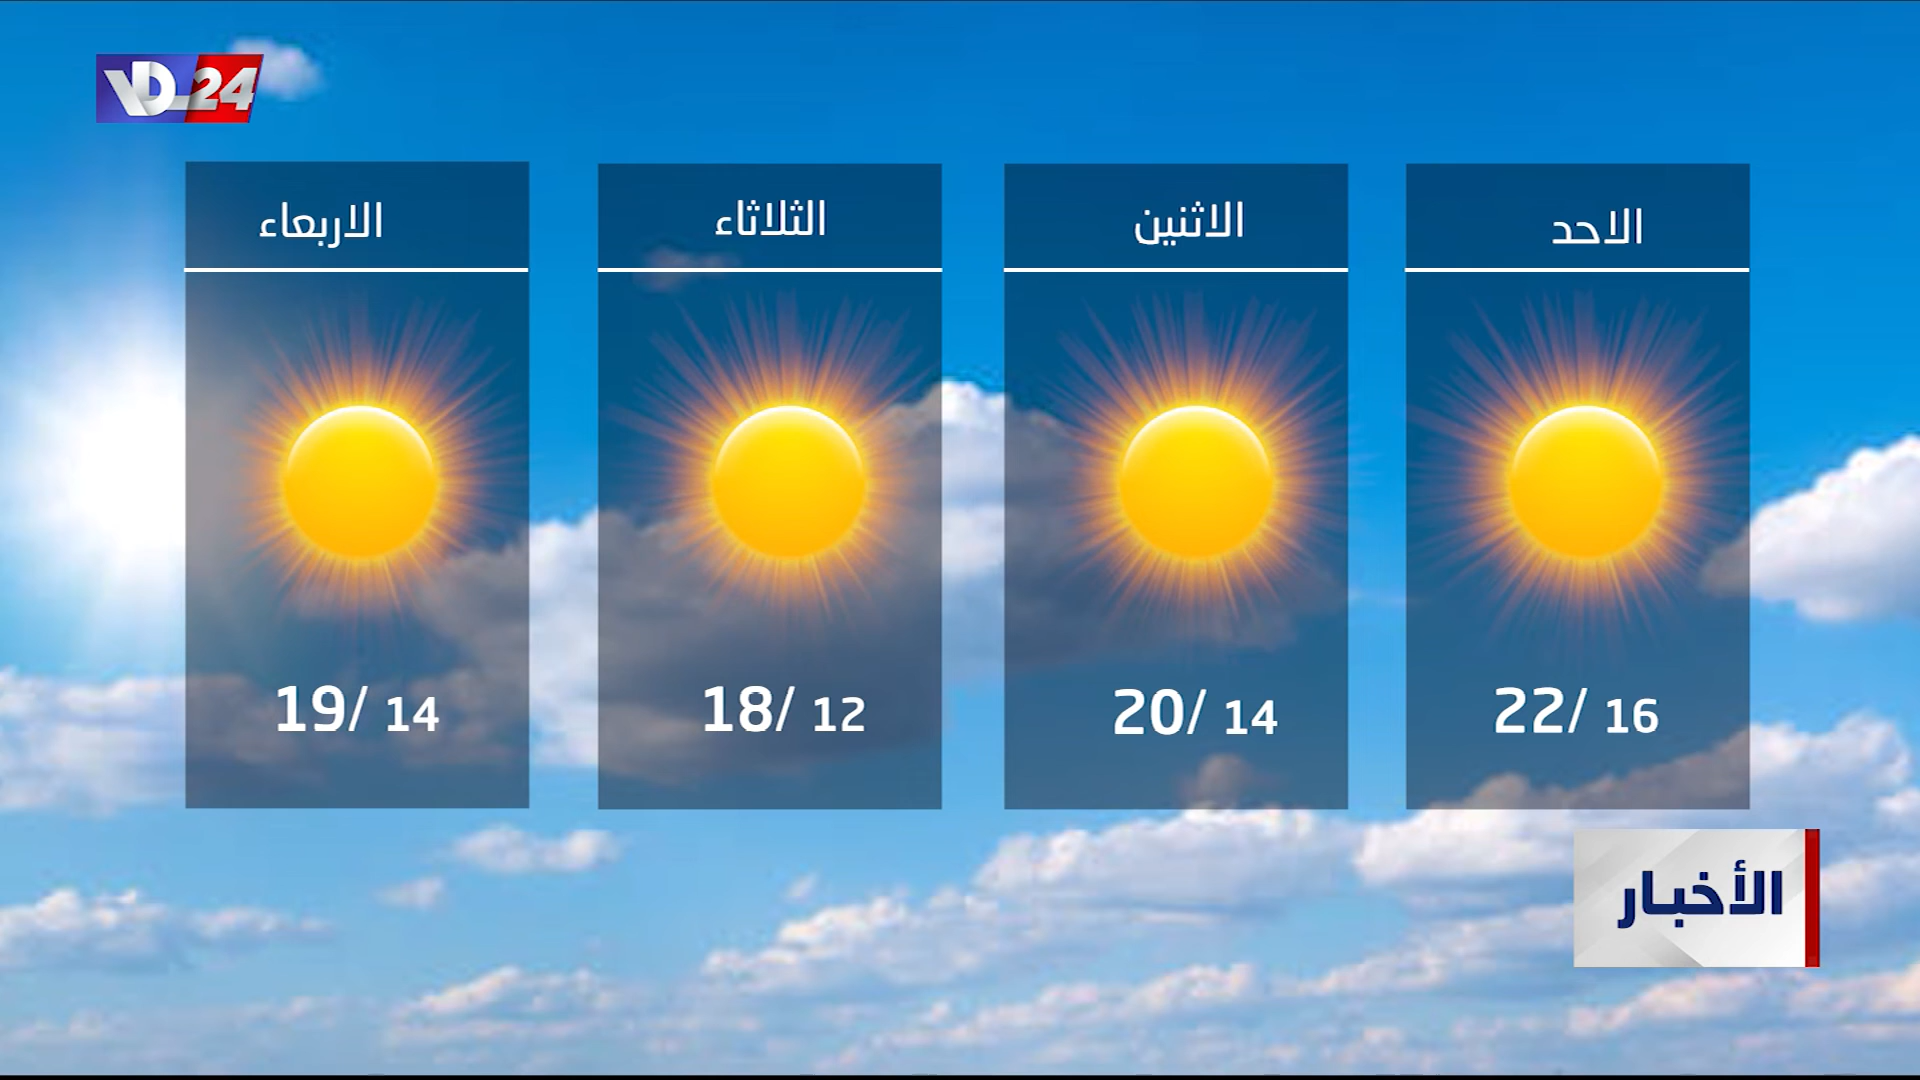 VDL24
الاحد
الاثنين
الثلاثاء
الاربعاء
22/ 16
20/ 14
18/ 12
19/ 14
الأخبار